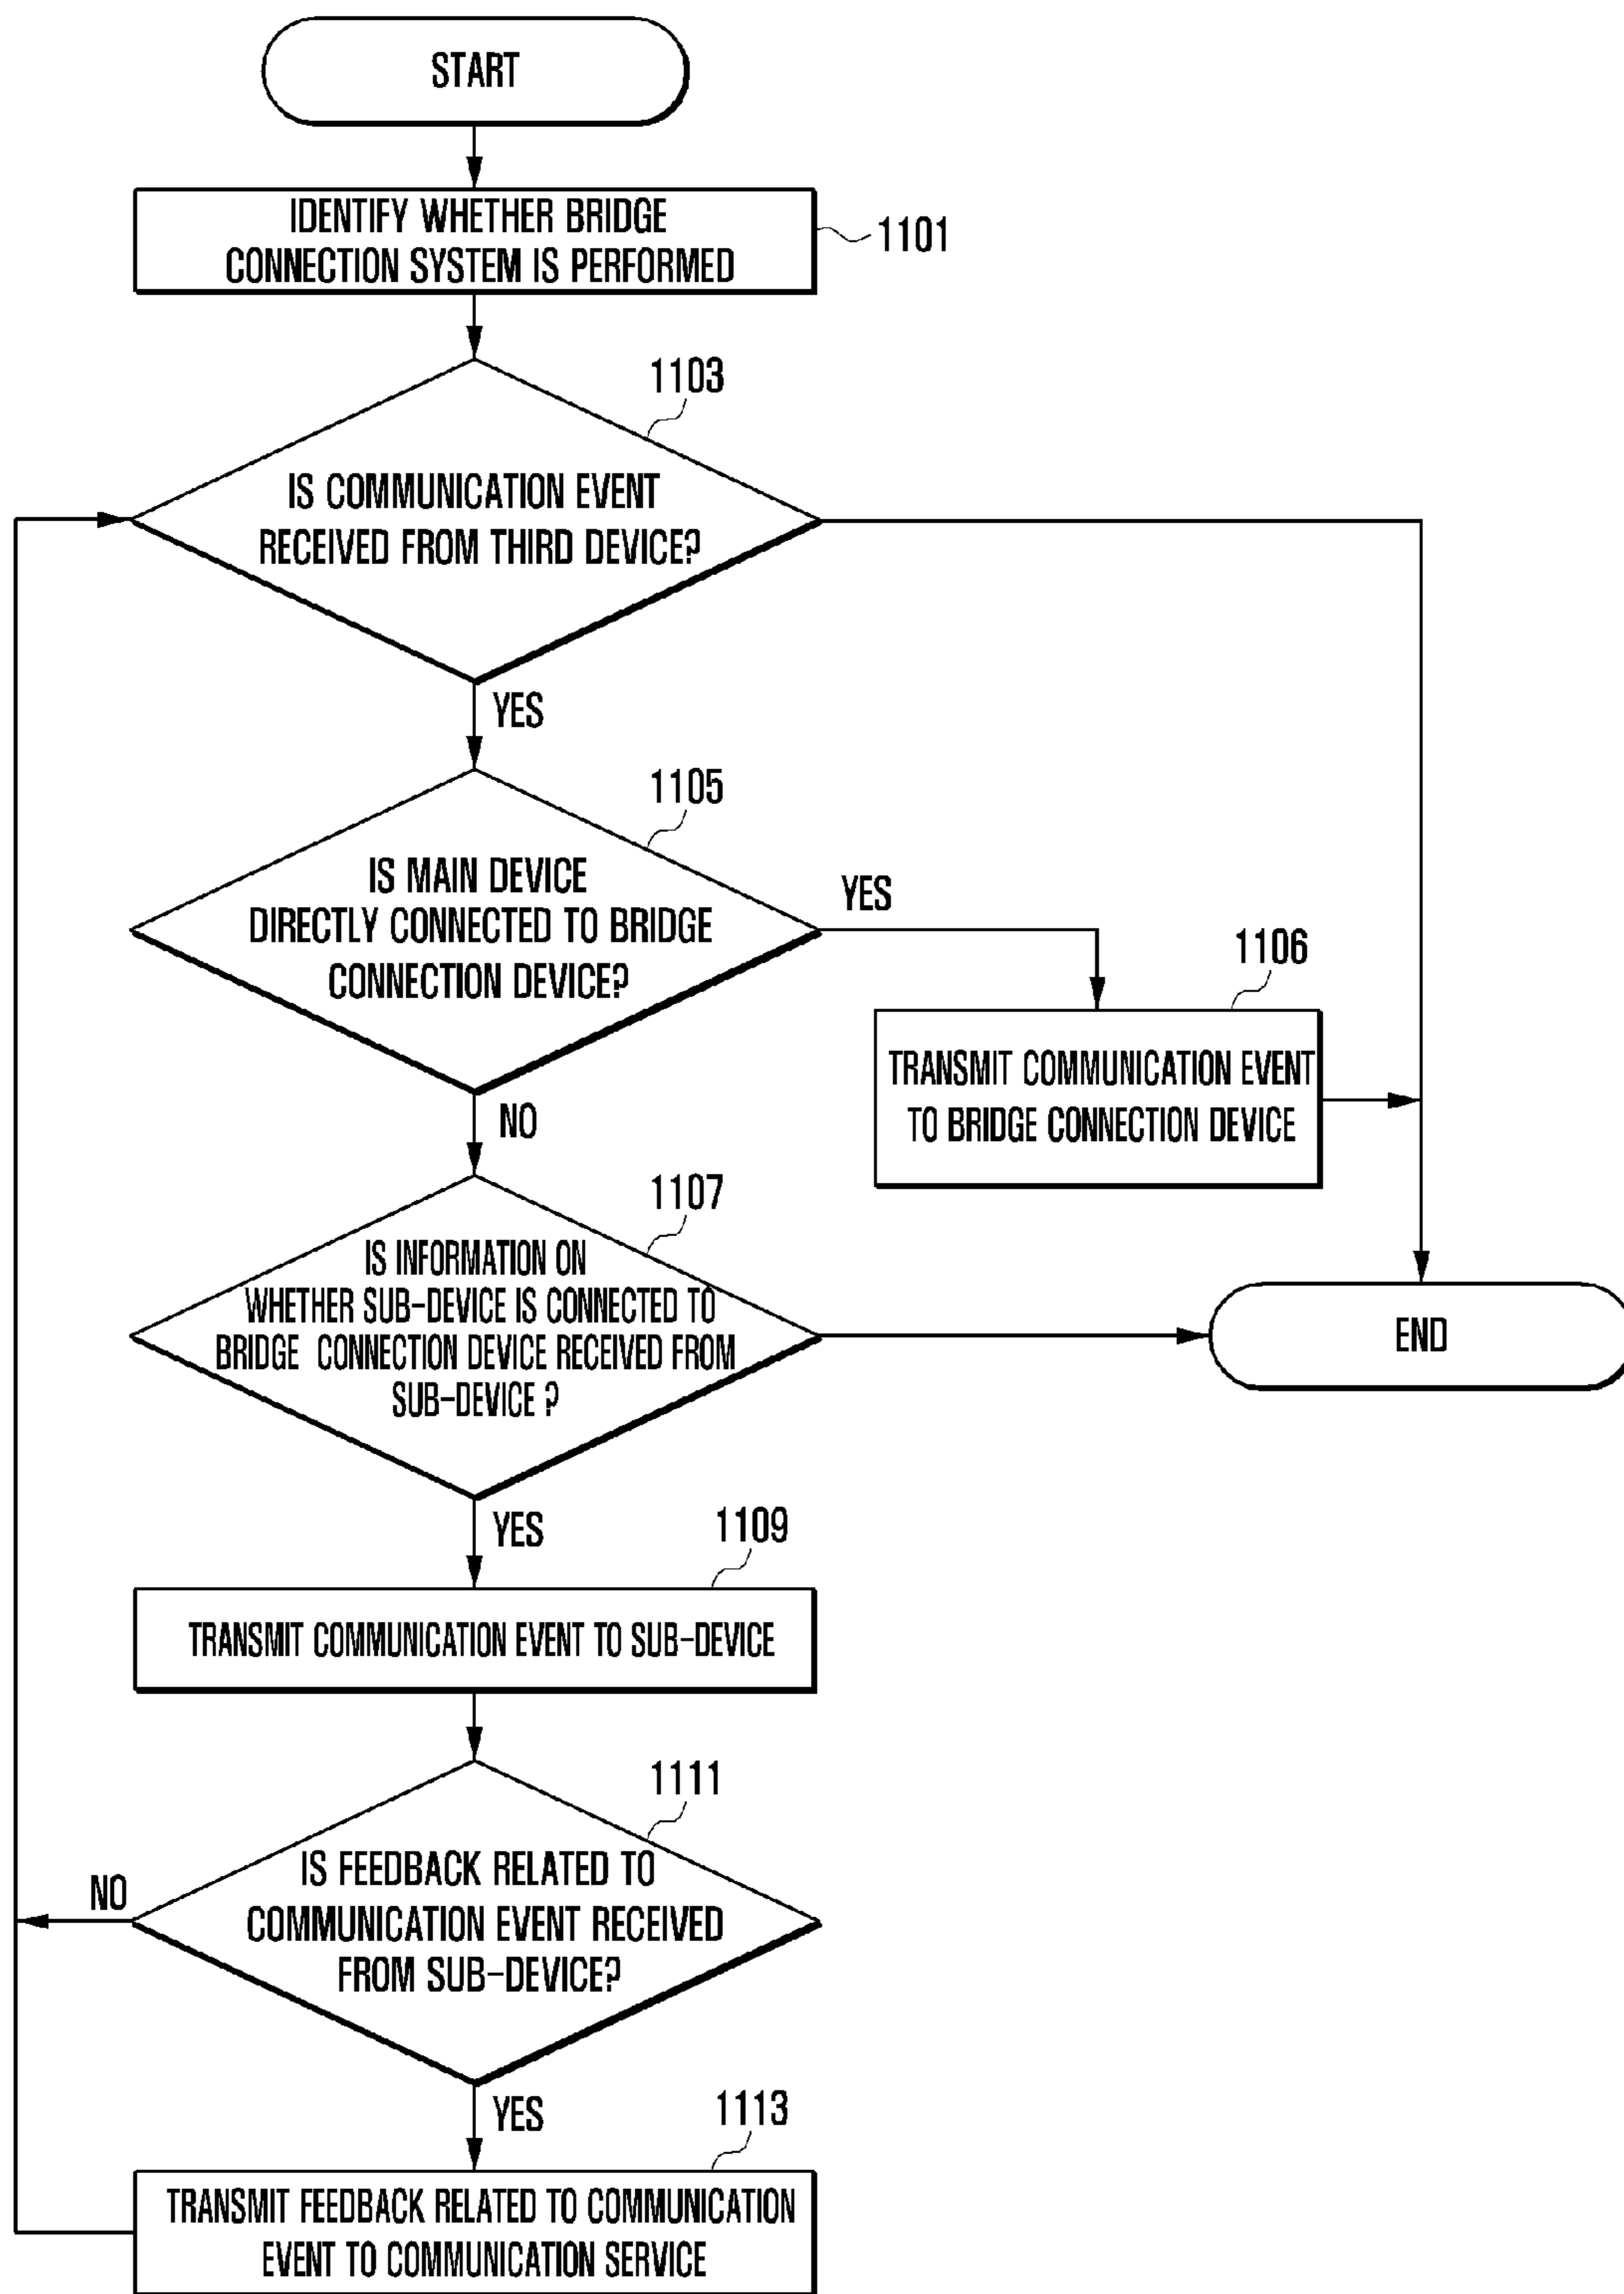 START
IDENTIFY WHETHER BRIDGE
CONNECTION SYSTEM IS PERFORMED
1101
1103
IS COMMUNICATION EVENT
RECEIVED FROM THIRD DEVICE?
YES
1105
IS MAIN DEVICE
DIRECTLY CONNECTED TO BRIDGE
CONNECTION DEVICE?
YES
1106
TRANSMIT COMMUNICATION EVENT
TO BRIDGE CONNECTION DEVICE
NO
1107
IS INFORMATION ON
WHETHER SUB-DEVICE IS CONNECTED TO
BRIDGE CONNECTION DEVICE RECEIVED FROM
SUB-DEVICE ?
END
YES
1109
TRANSMIT COMMUNICATION EVENT TO SUB-DEVICE
1111
IS FEEDBACK RELATED TO
COMMUNICATION EVENT RECEIVED
FROM SUB-DEVICE?
NO
YES
1113
TRANSMIT FEEDBACK RELATED TO COMMUNICATION
EVENT TO COMMUNICATION SERVICE